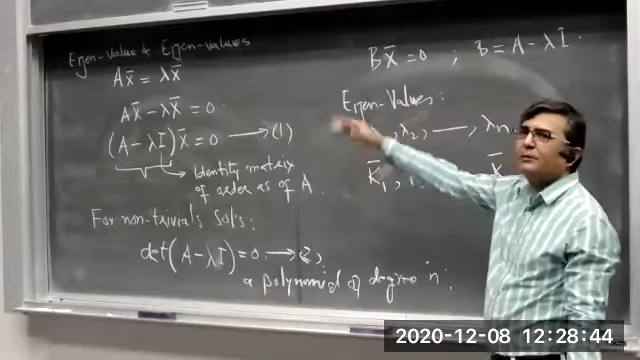 Eigen-value & Eigen-values
AX̄ = λX̄
AX̄ - λX̄ = 0
(A - λI)X̄ = 0 → (1)
Identity matrix
of order as of A.
For non-trivials Sol's:
det(A - λI) = 0 → (2)
a polynomial of degree 'n'.
BX̄ = 0 ; B = A - λI.
Eigen-Values:
, λ2, —, λn.
K̄1,
K̄
2020-12-08 12:28:44